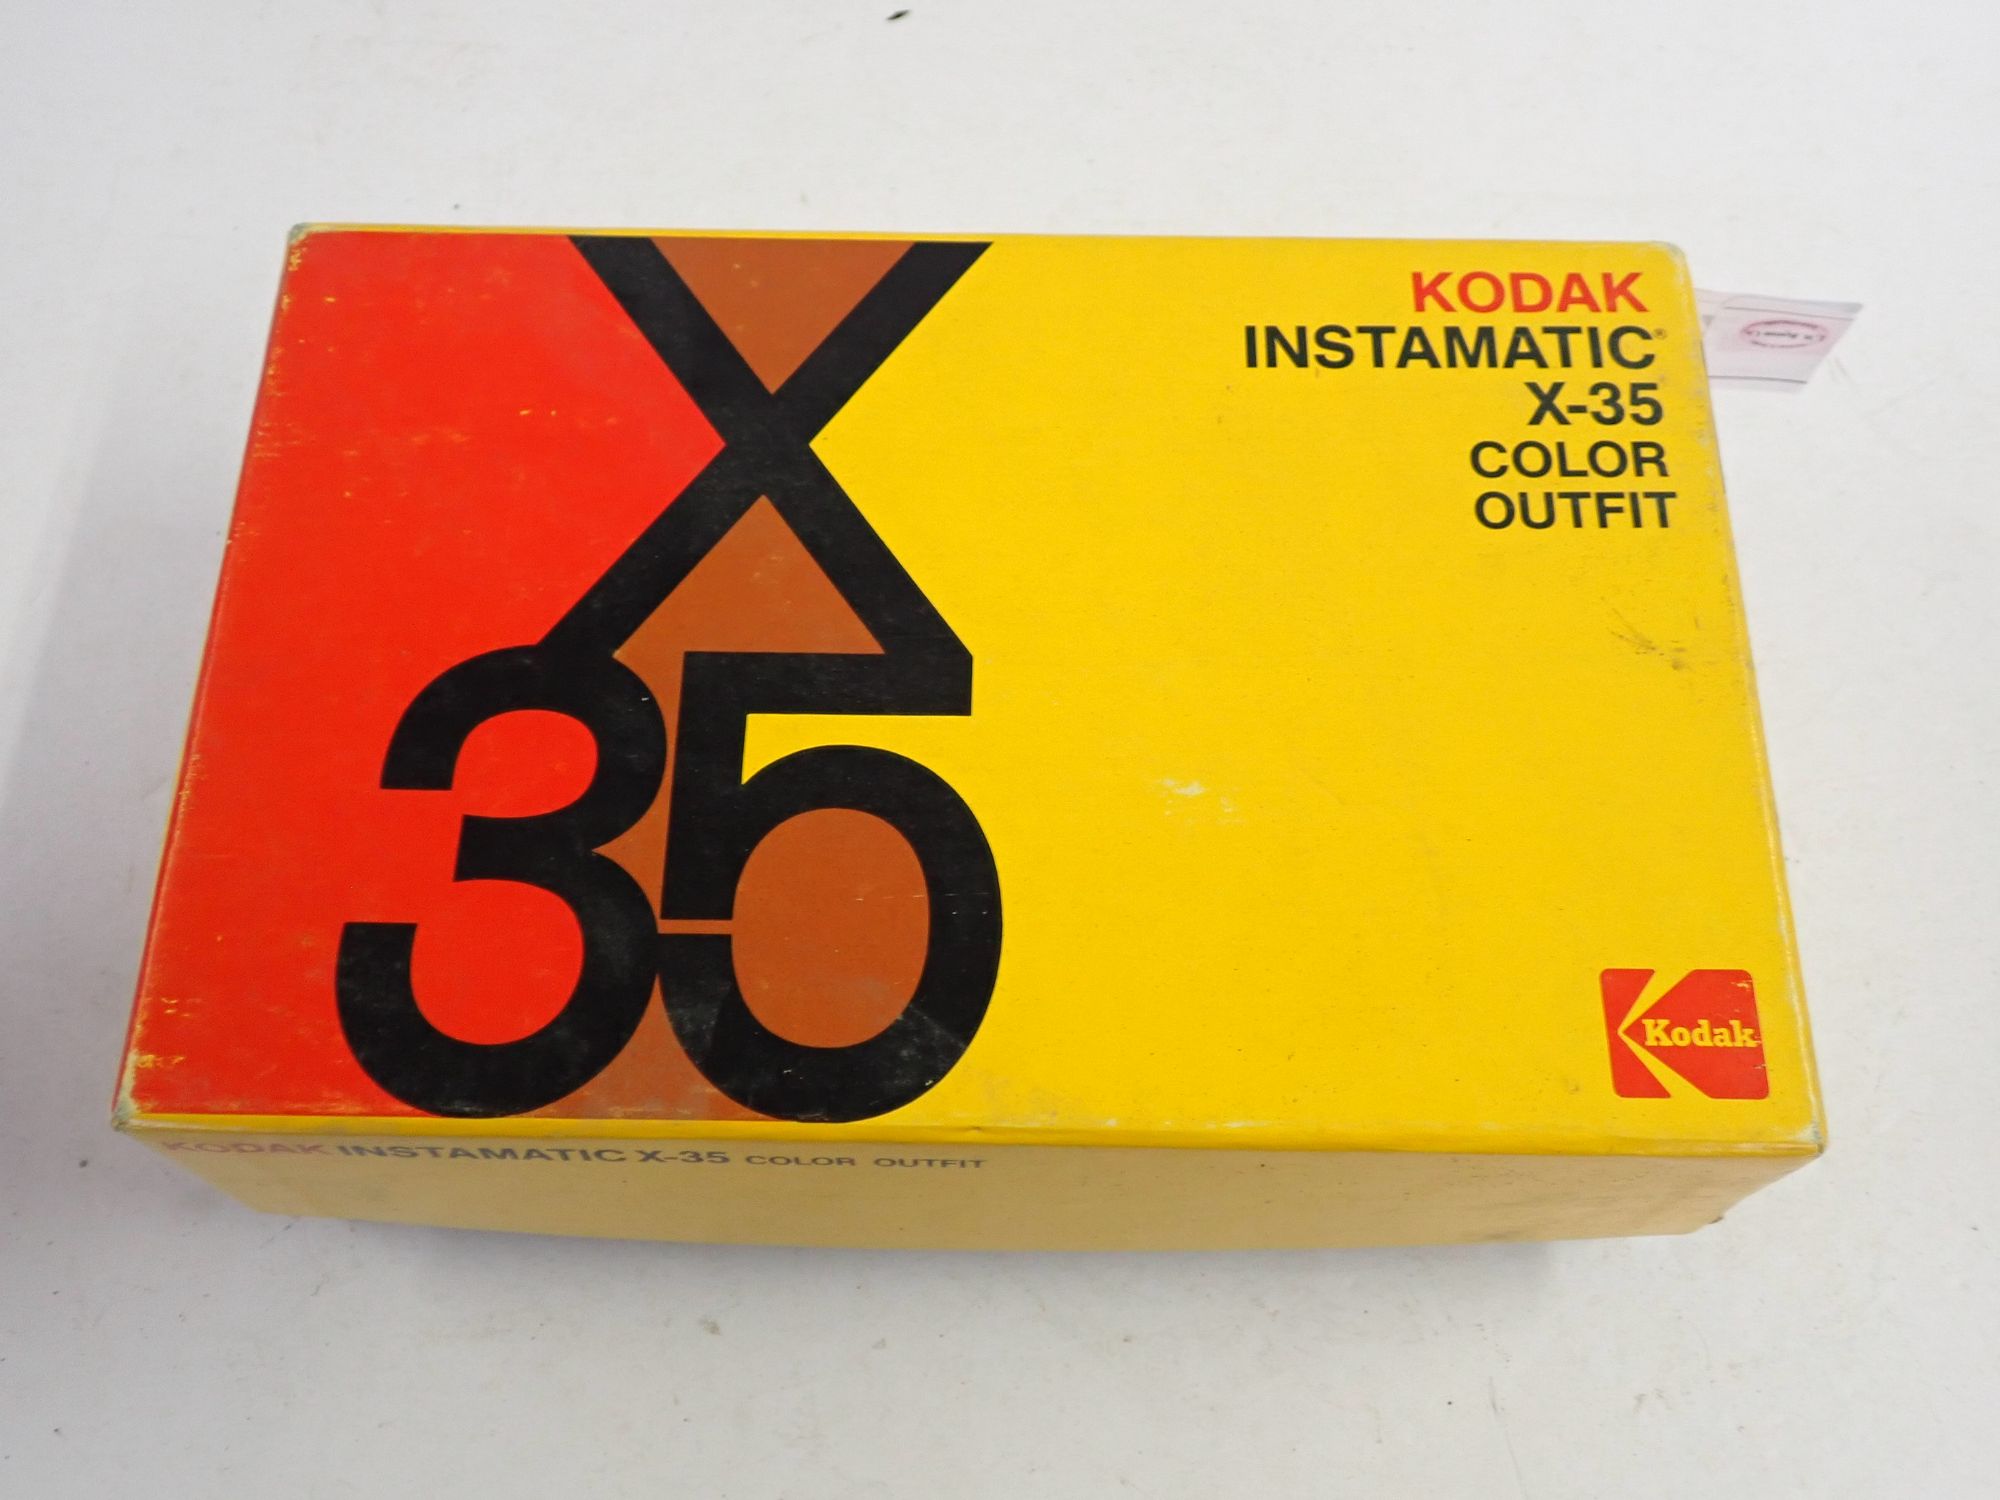 X
35
KODAK
INSTAMATIC®
X-35
COLOR
OUTFIT
Kodak
KODAK INSTAMATIC X-35 COLOR OUTFIT